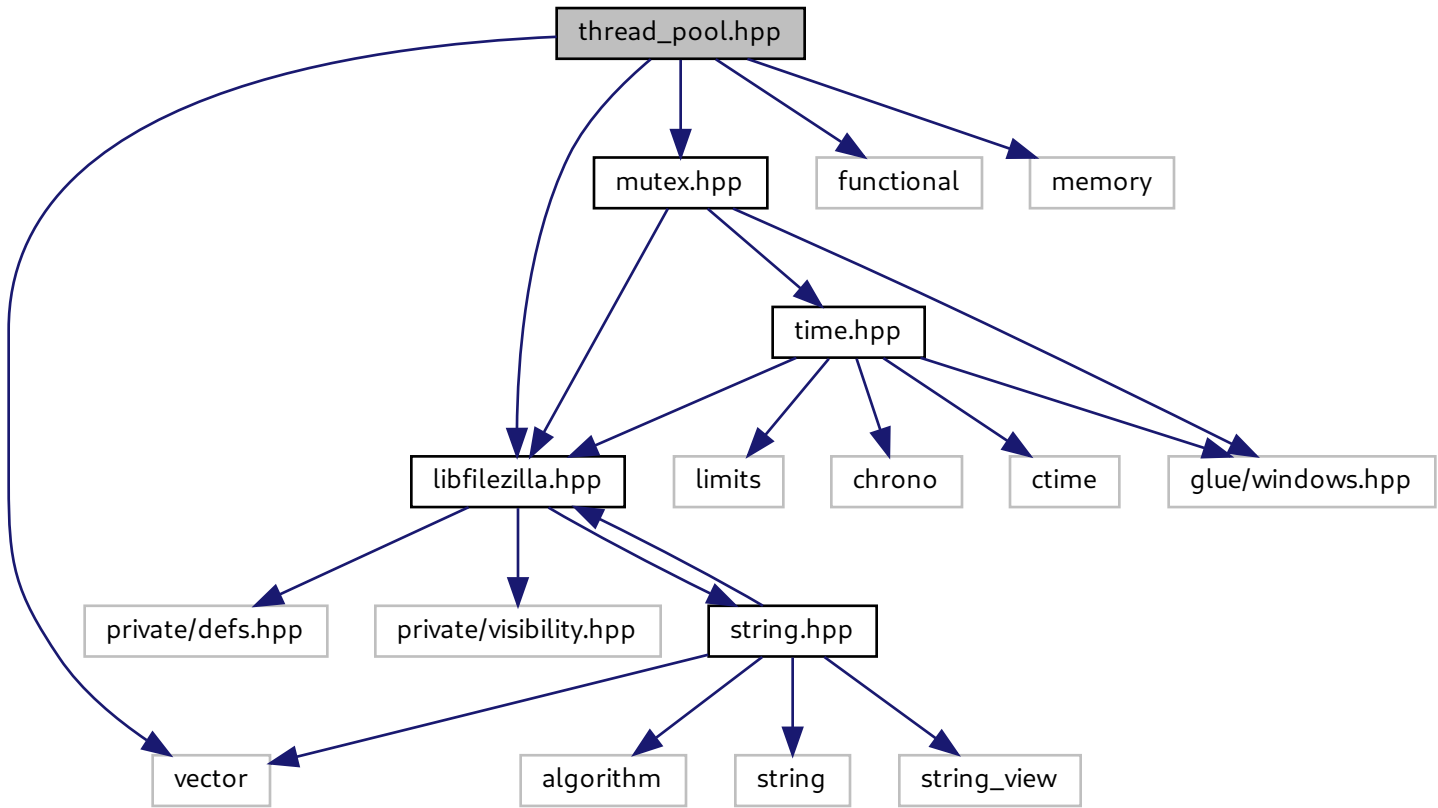 thread_pool.hpp
mutex.hpp
functional
memory
time.hpp
libfilezilla.hpp
limits
chrono
ctime
glue/windows.hpp
private/defs.hpp
private/visibility.hpp
string.hpp
vector
algorithm
string
string_view